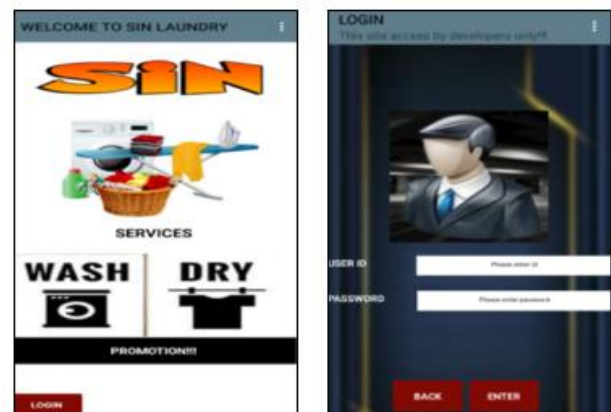 WELCOME TO SIN LAUNDRY
SiN
SERVICES
WASH
DRY
PROMOTION!!!
LOGIN
LOGIN
This site access by developers only!!!
USER ID
Please enter id
PASSWORD
Please enter password
BACK
ENTER